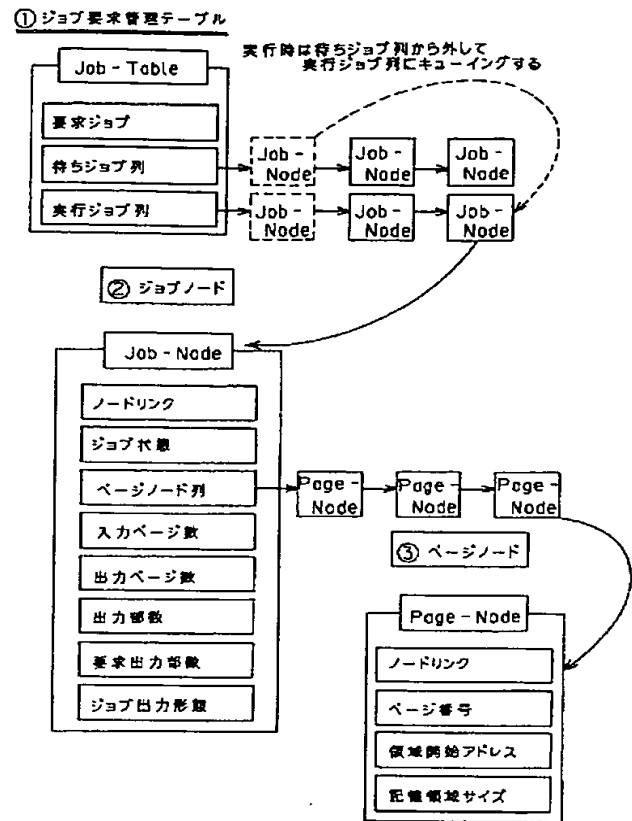 ① ジョブ要求管理テーブル
実行時は待ちジョブ列から外して
実行ジョブ列にキューイングする
Job - Table
要求ジョブ
待ちジョブ列
実行ジョブ列
Job -
Node
Job -
Node
Job -
Node
Job -
Node
Job -
Node
Job -
Node
② ジョブノード
Job - Node
ノードリンク
ジョブ状態
ページノード列
入力ページ数
出力ページ数
出力部数
要求出力部数
ジョブ出力形態
Page -
Node
Page -
Node
Page -
Node
③ ページノード
Page - Node
ノードリンク
ページ番号
領域開始アドレス
記憶領域サイズ